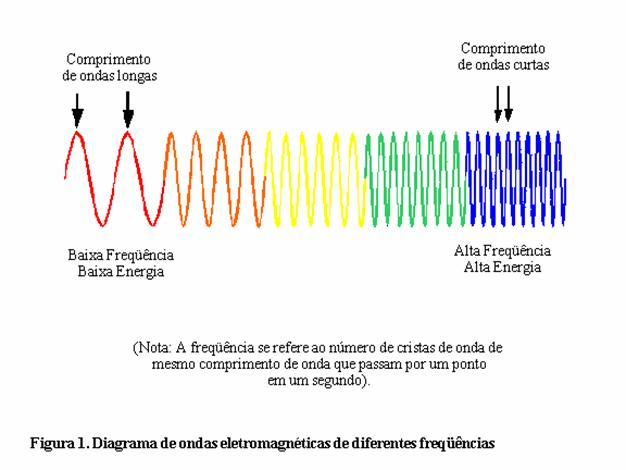 Comprimento
de ondas longas
Comprimento
de ondas curtas
Baixa Freqüência
Baixa Energia
Alta Freqüência
Alta Energia
(Nota: A freqüência se refere ao número de cristas de onda de
mesmo comprimento de onda que passam por um ponto
em um segundo).
Figura 1. Diagrama de ondas eletromagnéticas de diferentes freqüências